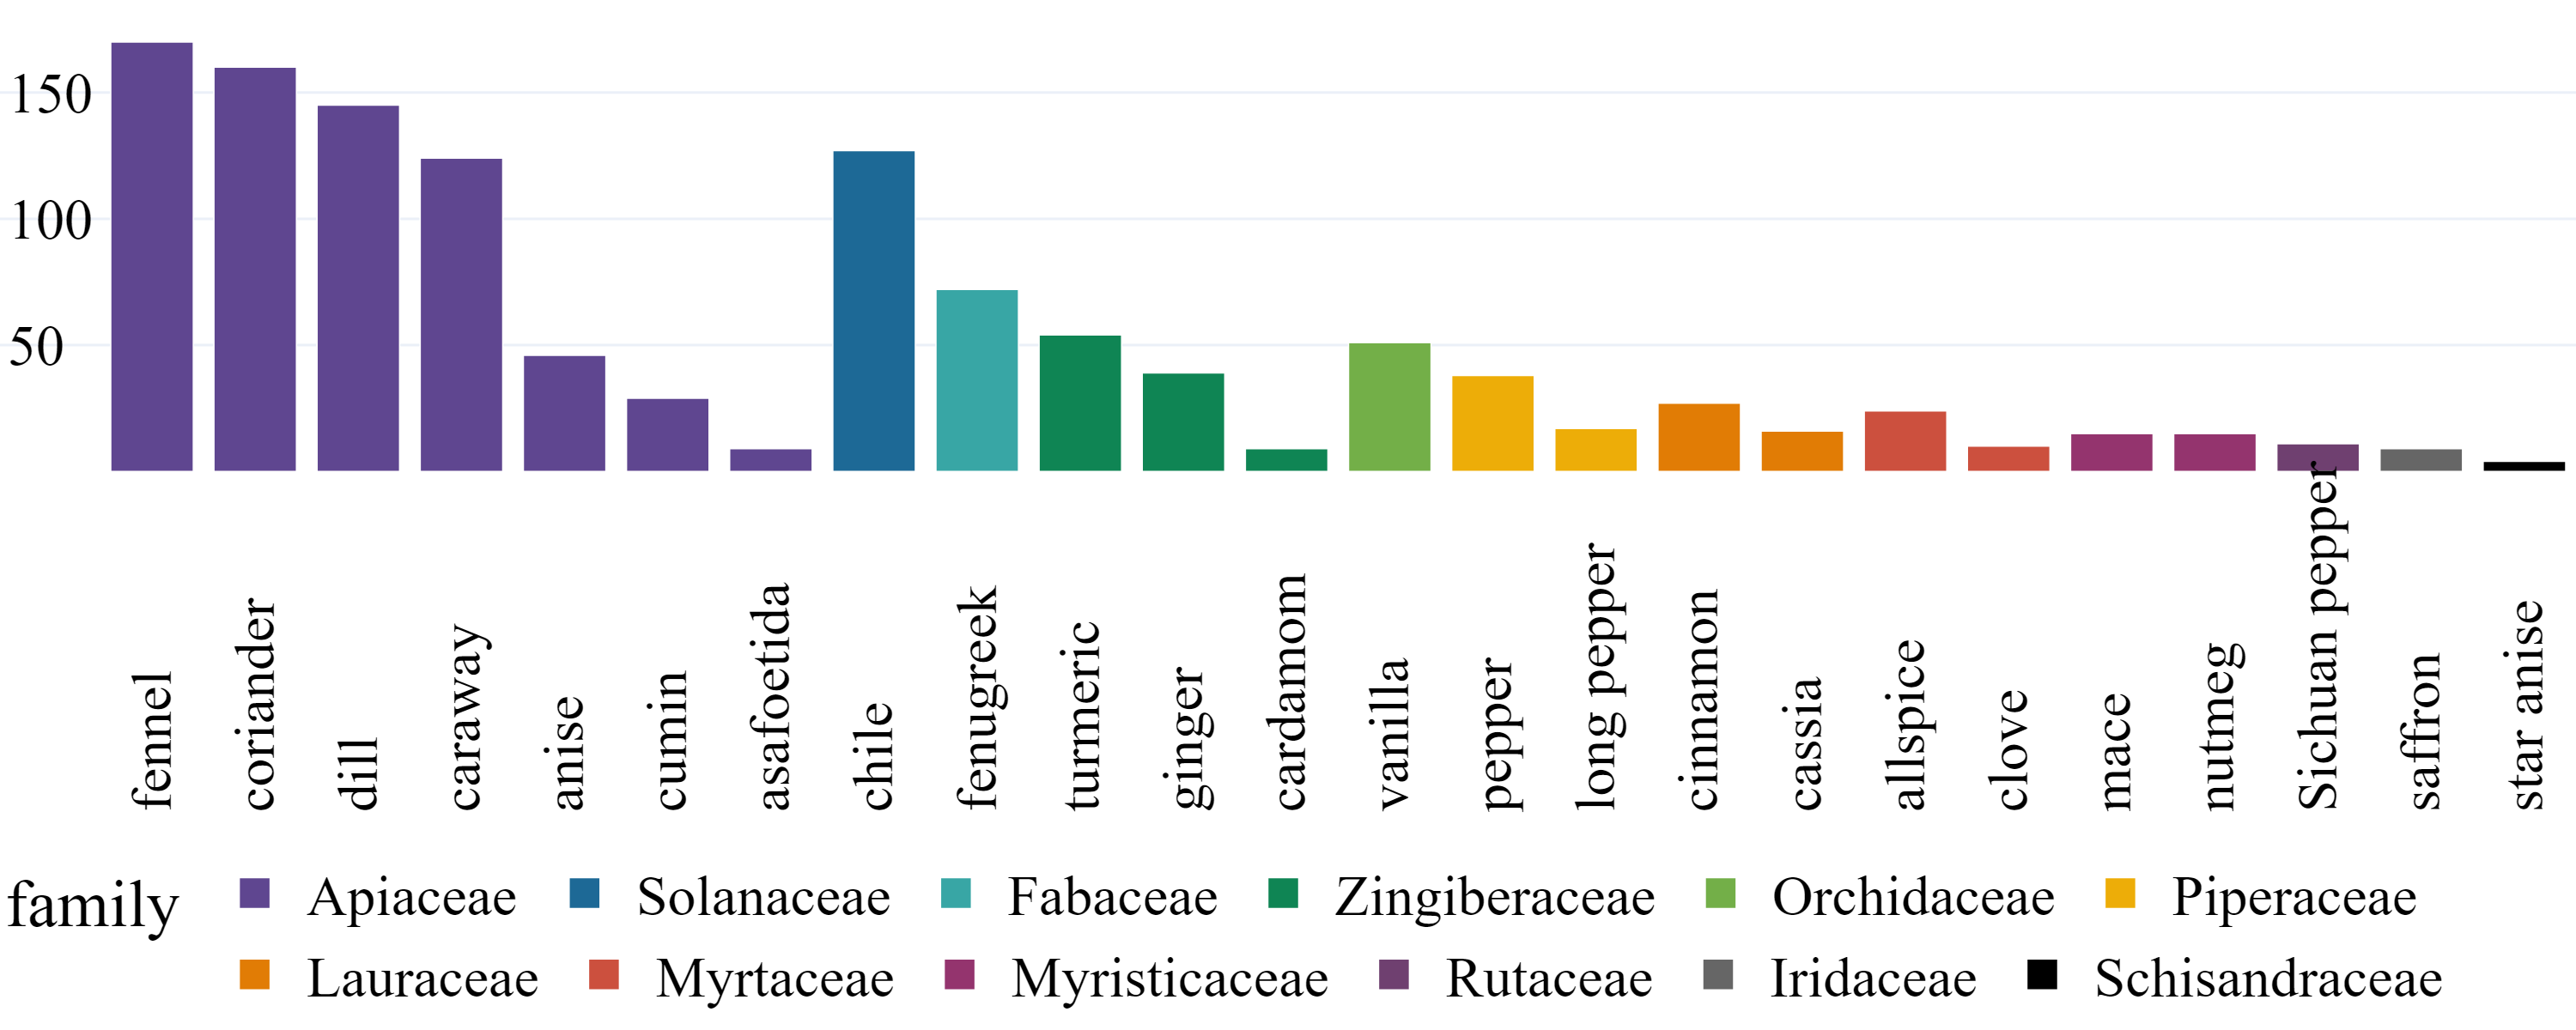 150
100
50
fennel
coriander
dill
caraway
anise
cumin
asafoetida
chile
fenugreek
turmeric
ginger
cardamom
vanilla
pepper
long pepper
cinnamon
cassia
allspice
clove
mace
nutmeg
Sichuan pepper
saffron
star anise
family Apiaceae Solanaceae Fabaceae Zingiberaceae Orchidaceae Piperaceae
Lauraceae Myrtaceae Myristicaceae Rutaceae Iridaceae Schisandraceae